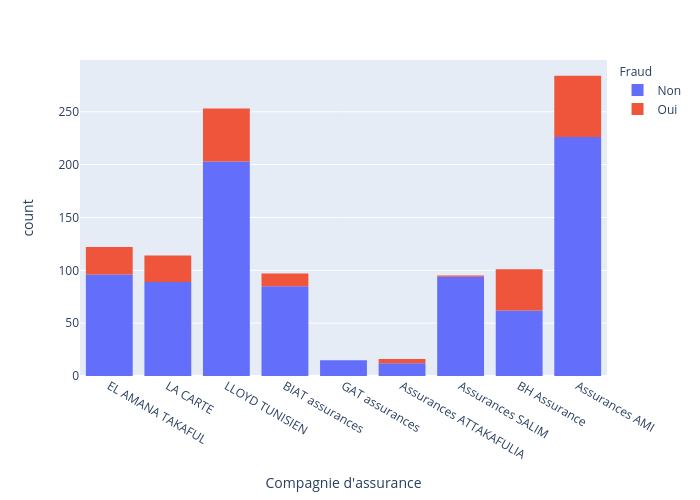 Fraud
Non
Oui
count
250
200
150
100
50
0
EL AMANA TAKAFUL
LA CARTE
LLOYD TUNISIEN
BIAT assurances
GAT assurances
Assurances ATTAKAFULIA
Assurances SALIM
BH Assurance
Assurances AMI
Compagnie d'assurance